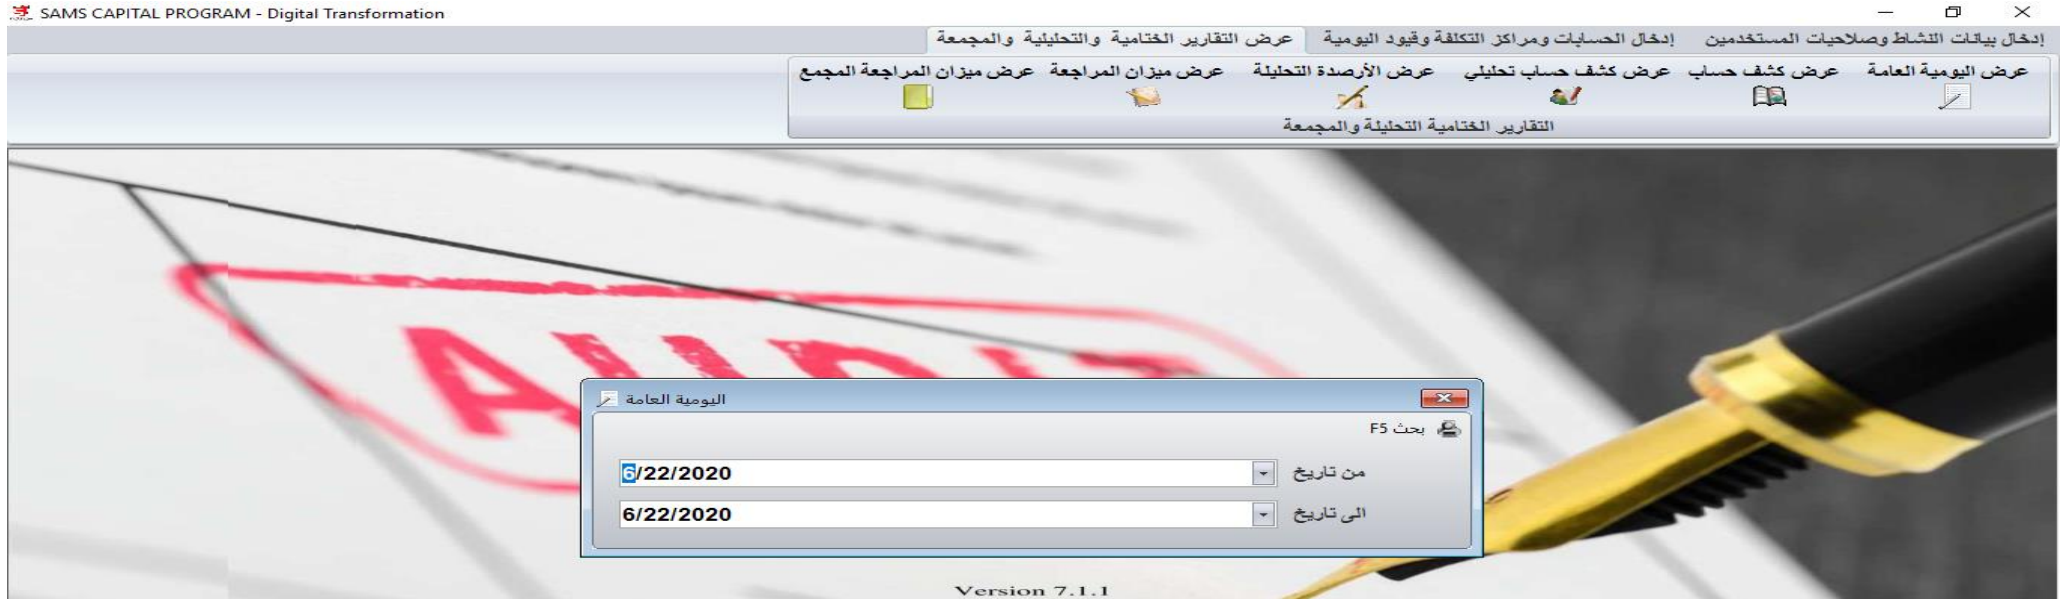 SAMS CAPITAL PROGRAM - Digital Transformation
إدخال بيانات النشاط وصلاحيات المستخدمين
إدخال الحسابات ومراكز التكلفة وقيود اليومية
عرض التقارير الختامية والتحليلية والمجمعة
عرض اليومية العامة
عرض كشف حساب
عرض كشف حساب تحليلي
عرض الأرصدة التحليلة
عرض ميزان المراجعة
عرض ميزان المراجعة المجمع
التقارير الختامية التحليلة والمجمعة
اليومية العامة
بحث F5
من تاريخ
6/22/2020
الى تاريخ
6/22/2020
Version 7.1.1